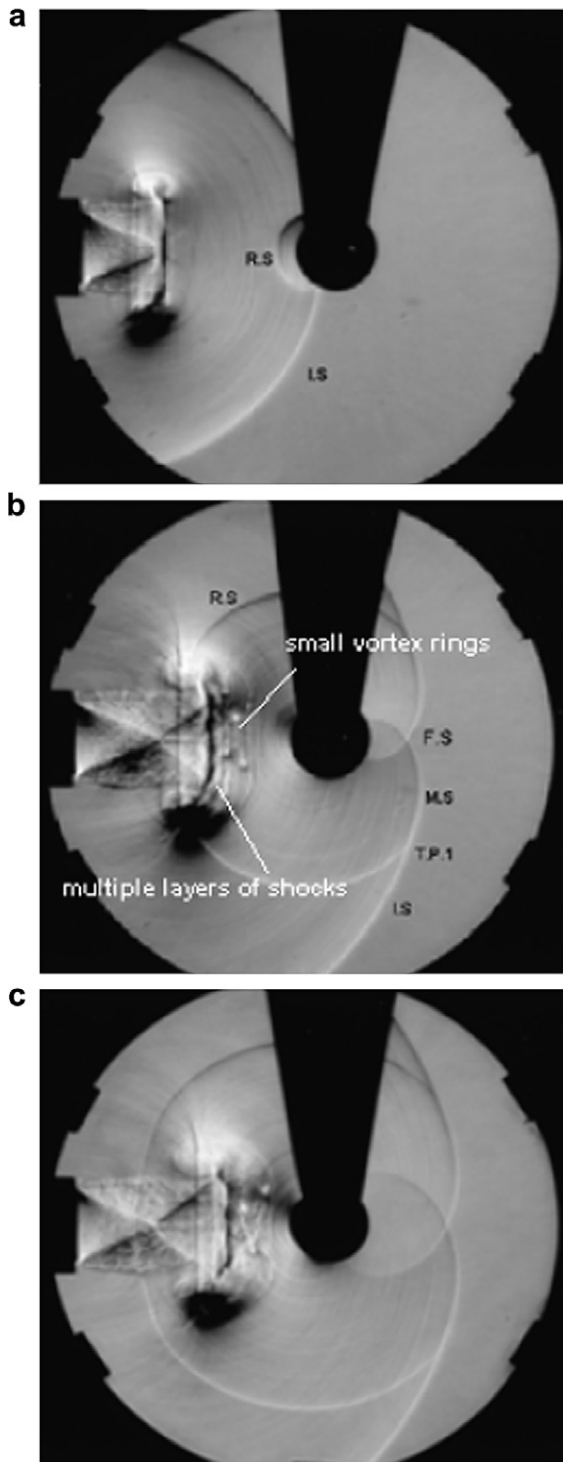 a
R.S
I.S
b
R.S
small vortex rings
F.S
M.S
T.P.1
multiple layers of shocks
I.S
c